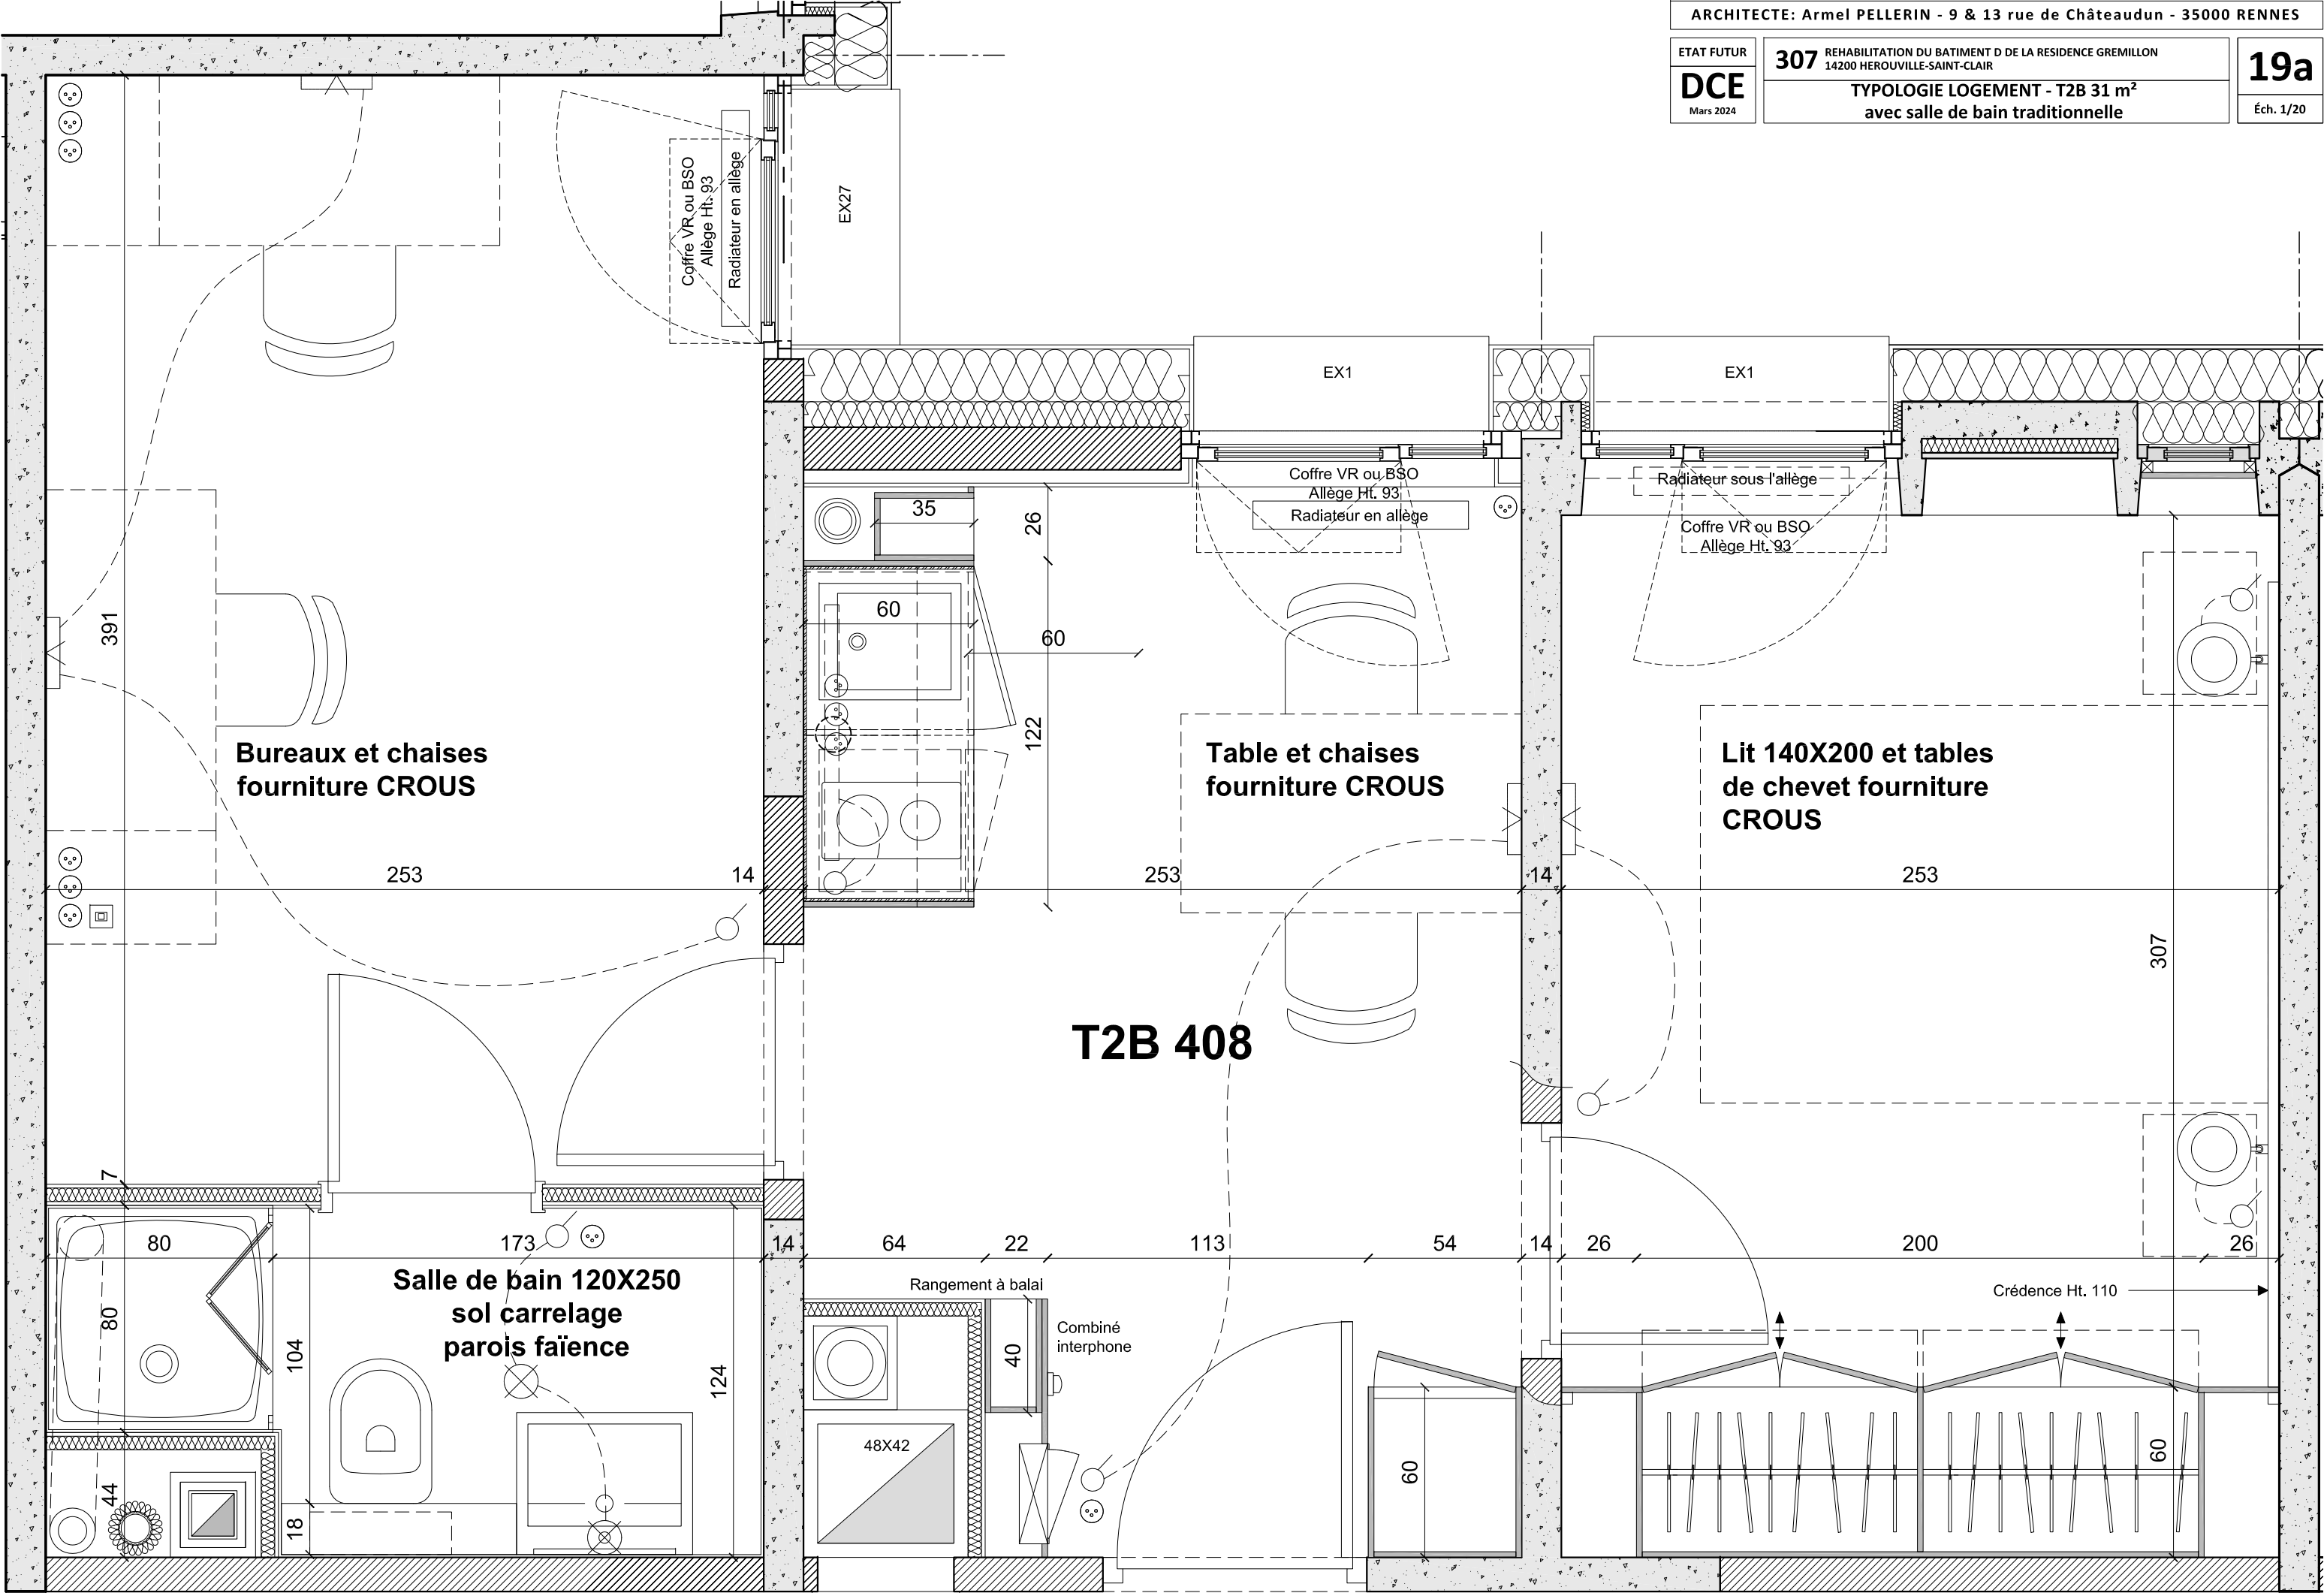 ARCHITECTE: Armel PELLERIN - 9 & 13 rue de Châteaudun - 35000 RENNES
ETAT FUTUR
DCE
Mars 2024
307 REHABILITATION DU BATIMENT D DE LA RESIDENCE GREMILLON
14200 HEROUVILLE-SAINT-CLAIR
TYPOLOGIE LOGEMENT - T2B 31 m²
avec salle de bain traditionnelle
19a
Éch. 1/20
Coffre VR ou BSO
Allège Ht. 93
Radiateur en allège
EX27
EX1
EX1
Coffre VR ou BSO
Allège Ht. 93
Radiateur en allège
Radiateur sous l'allège
Coffre VR ou BSO
Allège Ht. 93
35
26
60
60
391
122
Bureaux et chaises
fourniture CROUS
Table et chaises
fourniture CROUS
Lit 140X200 et tables
de chevet fourniture
CROUS
253
14
253
14
253
307
T2B 408
7
80
173
14
64
22
113
54
14
26
200
26
Salle de bain 120X250
sol carrelage
parois faïence
Rangement à balai
Combiné
interphone
Crédence Ht. 110
80
104
124
40
44
18
48X42
60
60